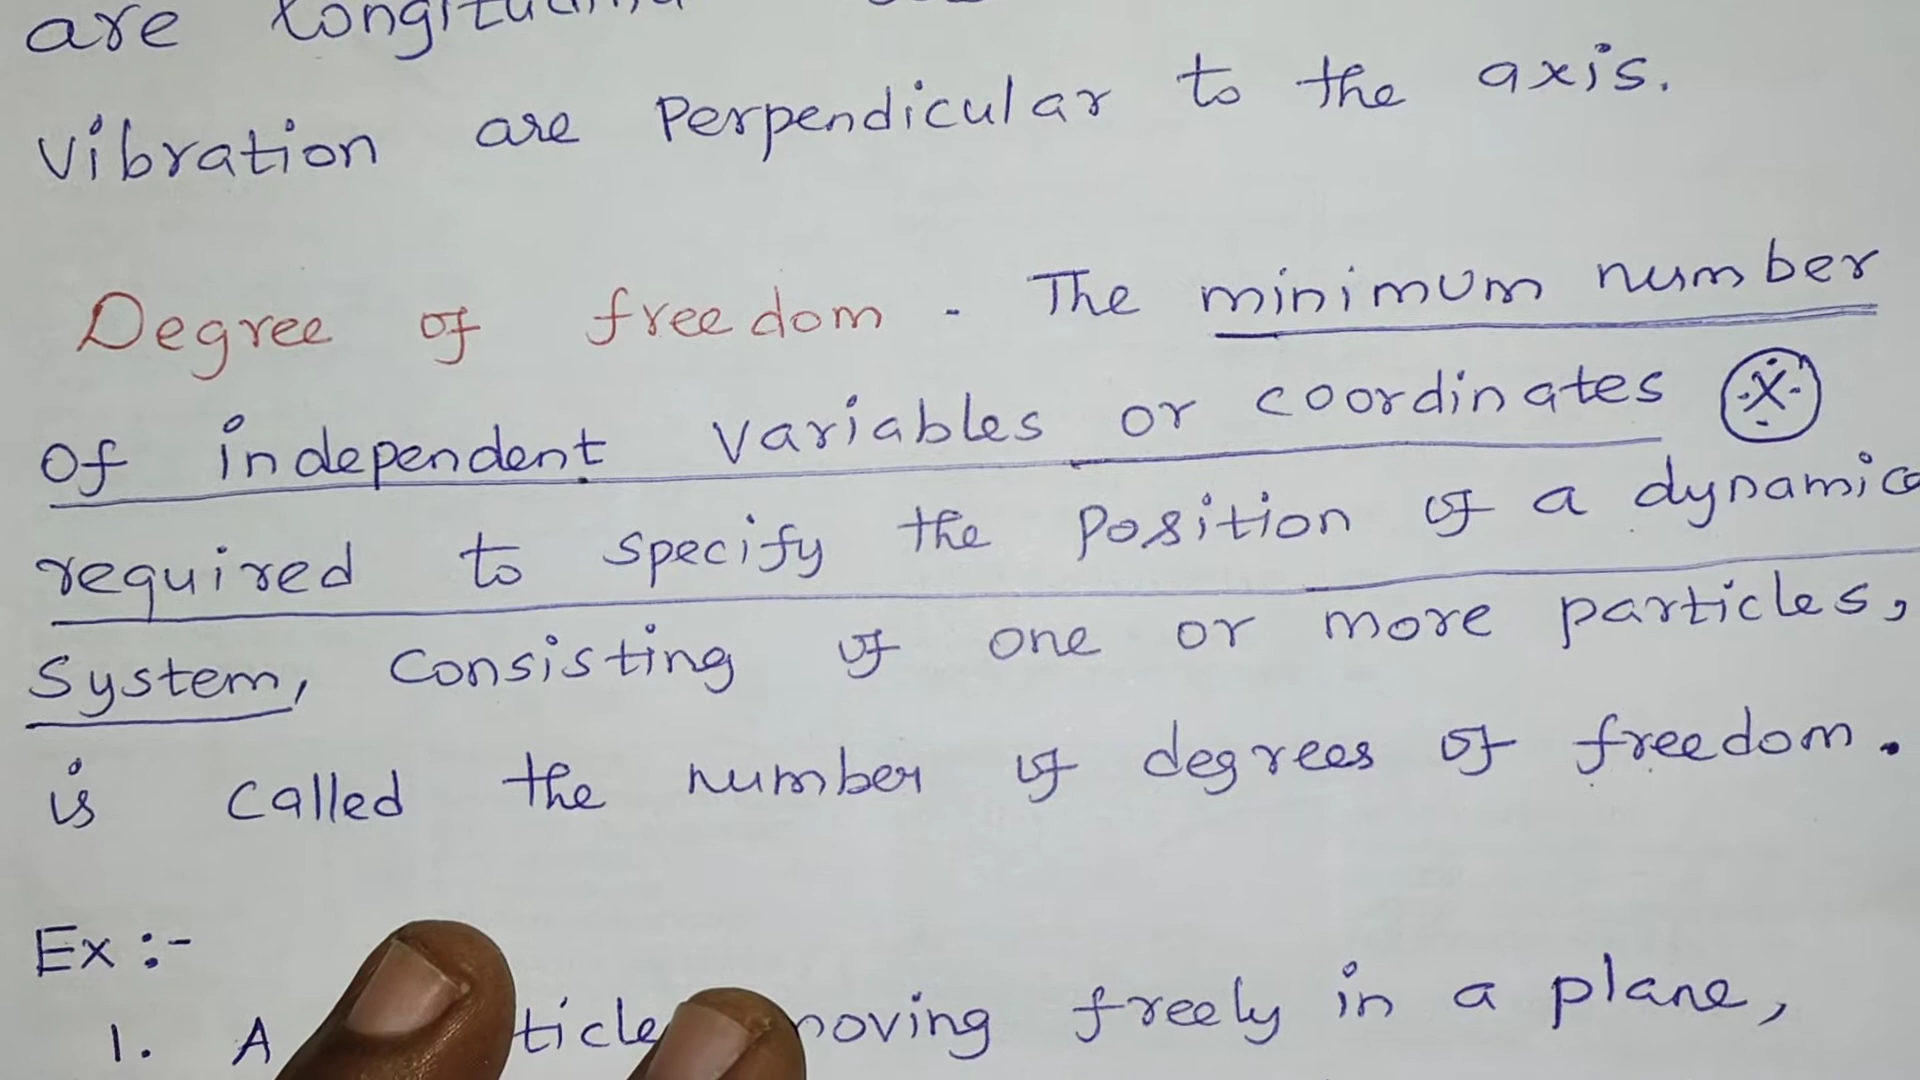 are
Vibration are Perpendicular to the axis.
Degree of freedom - The minimum number
of independent variables or coordinates
required to specify the position of a dynamic
System, consisting of one or more particles,
is called the number of degrees of freedom.
Ex :-
1. A moving freely in a plane,